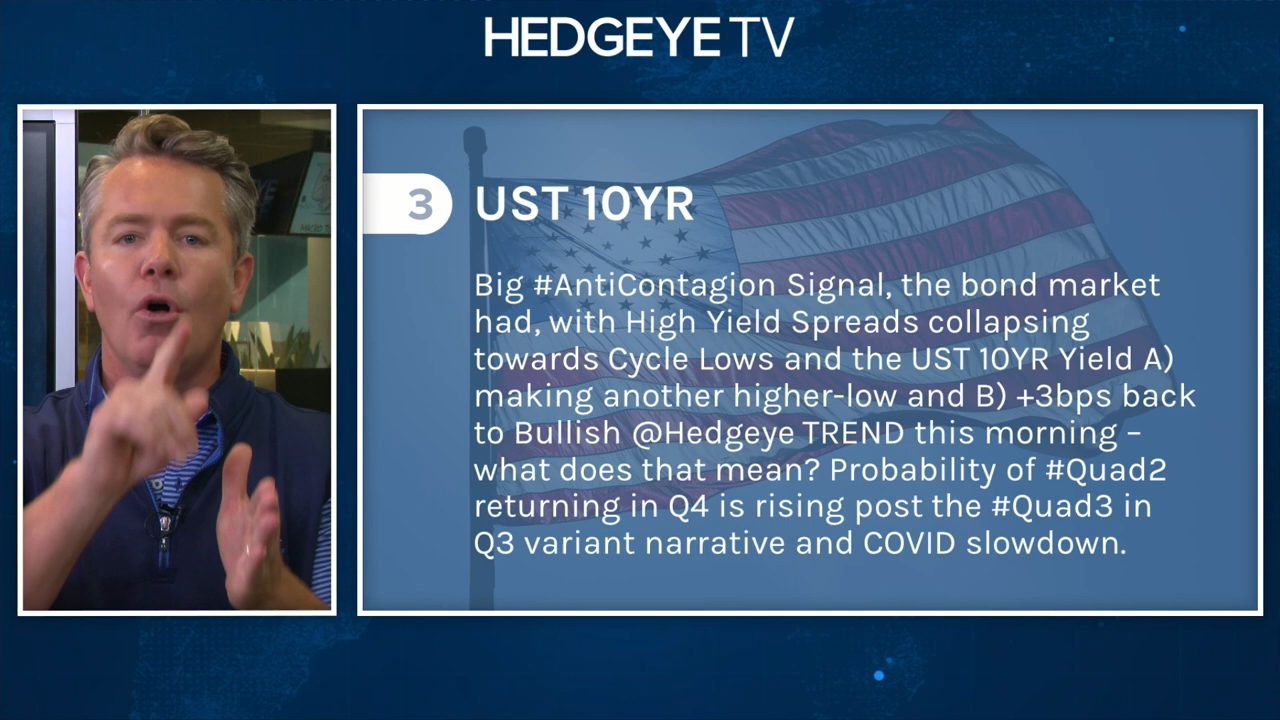 HEDGEYE TV
3
UST 10YR
Big #AntiContagion Signal, the bond market
had, with High Yield Spreads collapsing
towards Cycle Lows and the UST 10YR Yield A)
making another higher-low and B) +3bps back
to Bullish @Hedgeye TREND this morning –
what does that mean? Probability of #Quad2
returning in Q4 is rising post the #Quad3 in
Q3 variant narrative and COVID slowdown.